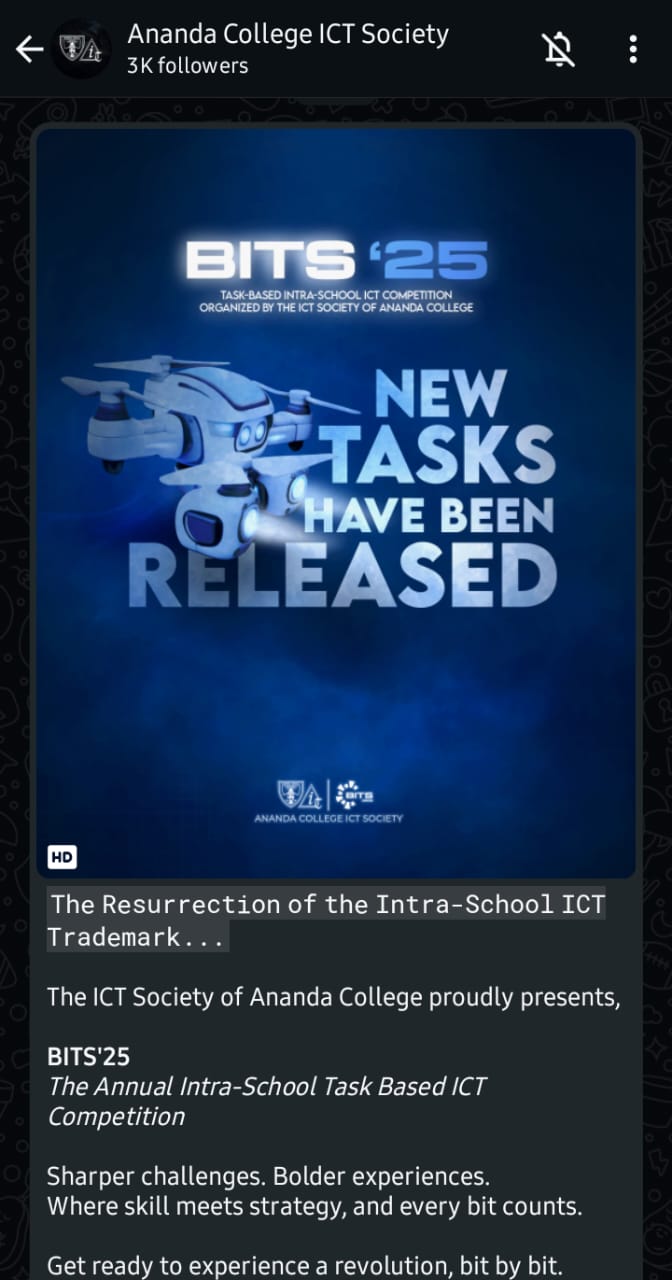 Ananda College ICT Society
3K followers
BITS ‘25
TASK-BASED INTRA-SCHOOL ICT COMPETITION
ORGANIZED BY THE ICT SOCIETY OF ANANDA COLLEGE
NEW
TASKS
HAVE BEEN
RELEASED
it
BITS
ANANDA COLLEGE ICT SOCIETY
HD
The Resurrection of the Intra-School ICT
Trademark...
The ICT Society of Ananda College proudly presents,
BITS'25
The Annual Intra-School Task Based ICT
Competition
Sharper challenges. Bolder experiences.
Where skill meets strategy, and every bit counts.
Get ready to experience a revolution, bit by bit.